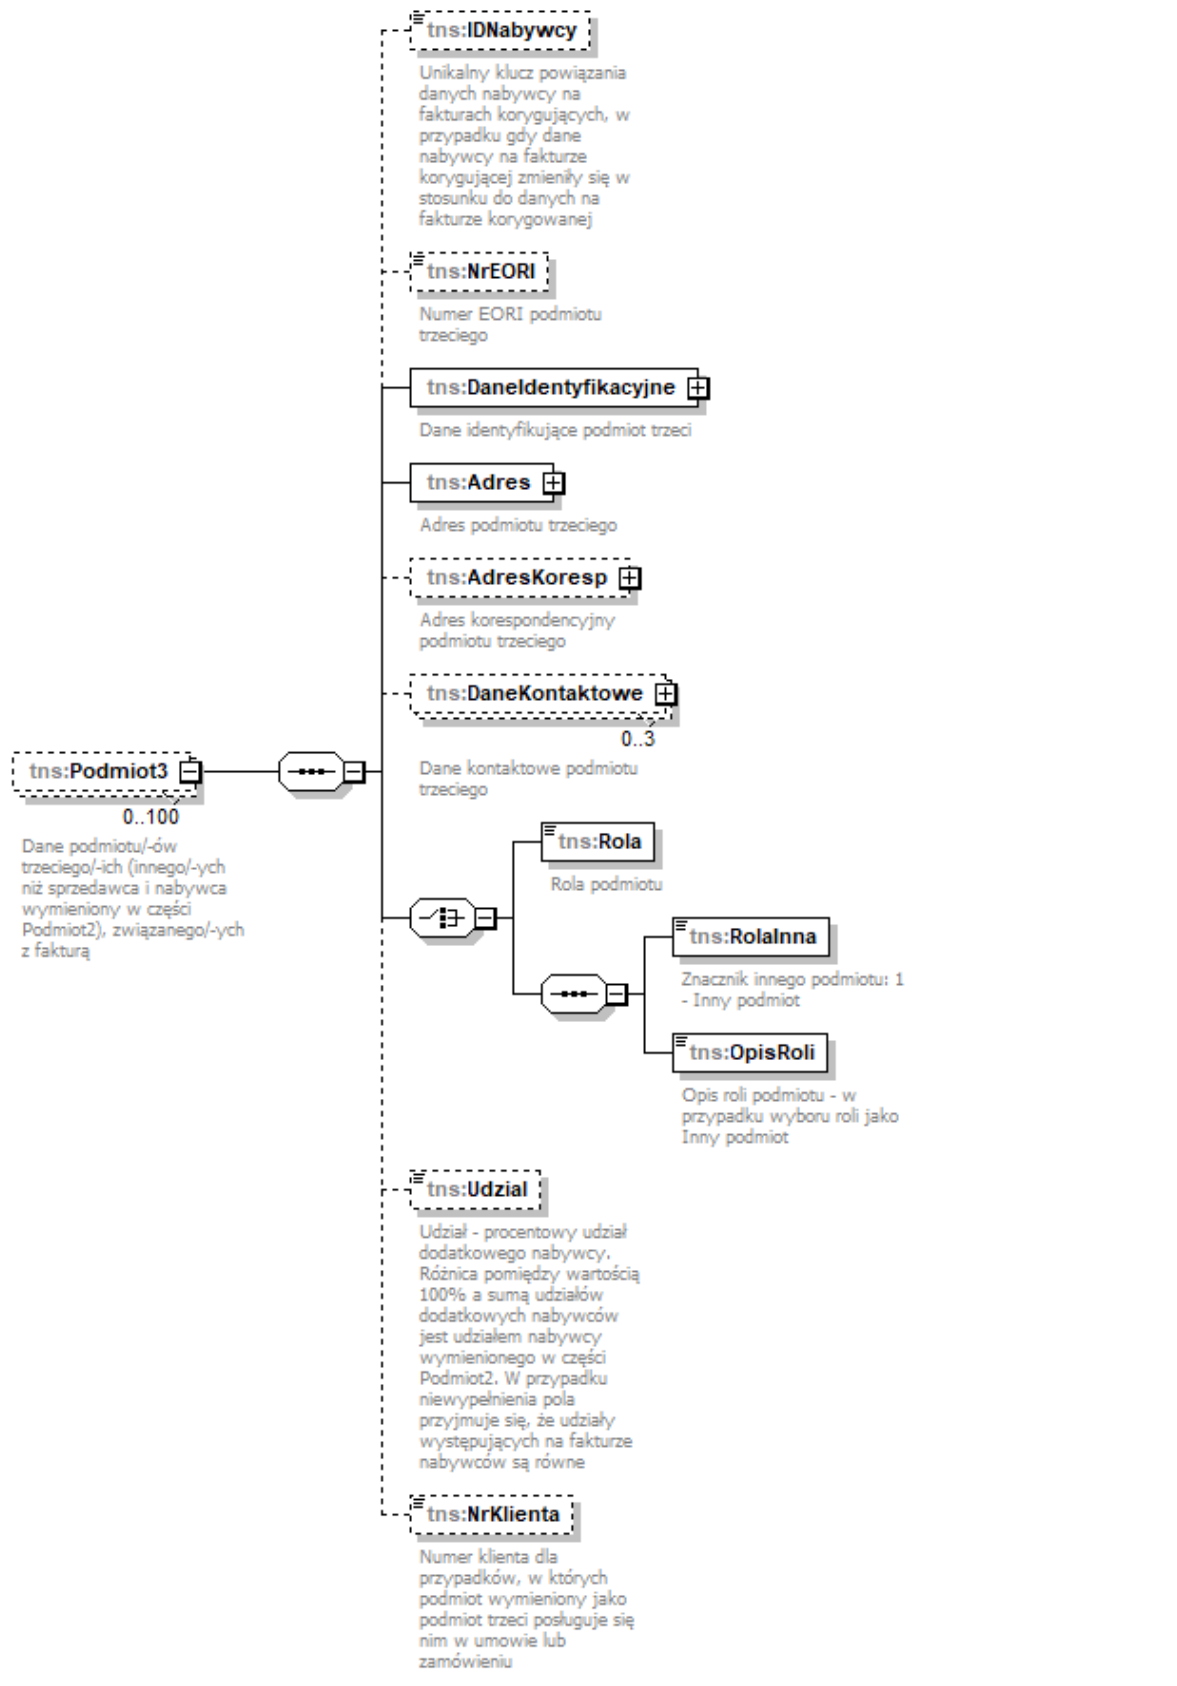 tns:IDNabywcy
Unikalny klucz powiązania
danych nabywcy na
fakturach korygujących, w
przypadku gdy dane
nabywcy na fakturze
korygującej zmieniły się w
stosunku do danych na
fakturze korygowanej
tns:NrEORI
Numer EORI podmiotu
trzeciego
tns:DaneIdentyfikacyjne
Dane identyfikujące podmiot trzeci
tns:Adres
Adres podmiotu trzeciego
tns:AdresKoresp
Adres korespondencyjny
podmiotu trzeciego
tns:DaneKontaktowe
0..3
Dane kontaktowe podmiotu
trzeciego
tns:Podmiot3
0..100
Dane podmiotu/-ów
trzeciego/-ich (innego/-ych
niż sprzedawca i nabywca
wymieniony w części
Podmiot2), związanego/-ych
z fakturą
tns:Rola
Rola podmiotu
tns:RolaInna
Znacznik innego podmiotu: 1
- Inny podmiot
tns:OpisRoli
Opis roli podmiotu - w
przypadku wyboru roli jako
Inny podmiot
tns:Udzial
Udział - procentowy udział
dodatkowego nabywcy.
Różnica pomiędzy wartością
100% a sumą udziałów
dodatkowych nabywców
jest udziałem nabywcy
wymienionego w części
Podmiot2. W przypadku
niewypełnienia pola
przyjmuje się, że udziały
występujących na fakturze
nabywców są równe
tns:NrKlienta
Numer klienta dla
przypadków, w których
podmiot wymieniony jako
podmiot trzeci posługuje się
nim w umowie lub
zamówieniu